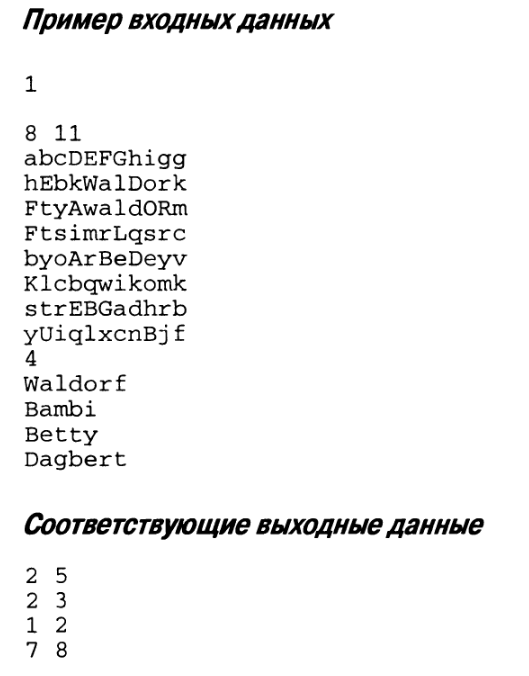 Пример входных данных
1
8 11
abcDEFGhigg
hEbkWalDork
FtyAwaldORm
FtsimrLqsrc
byoArBeDeyv
Klcbqwikomk
strEBGadhrb
yUiqlxcnBjf
4
Waldorf
Bambi
Betty
Dagbert
Соответствующие выходные данные
2 5
2 3
1 2
7 8